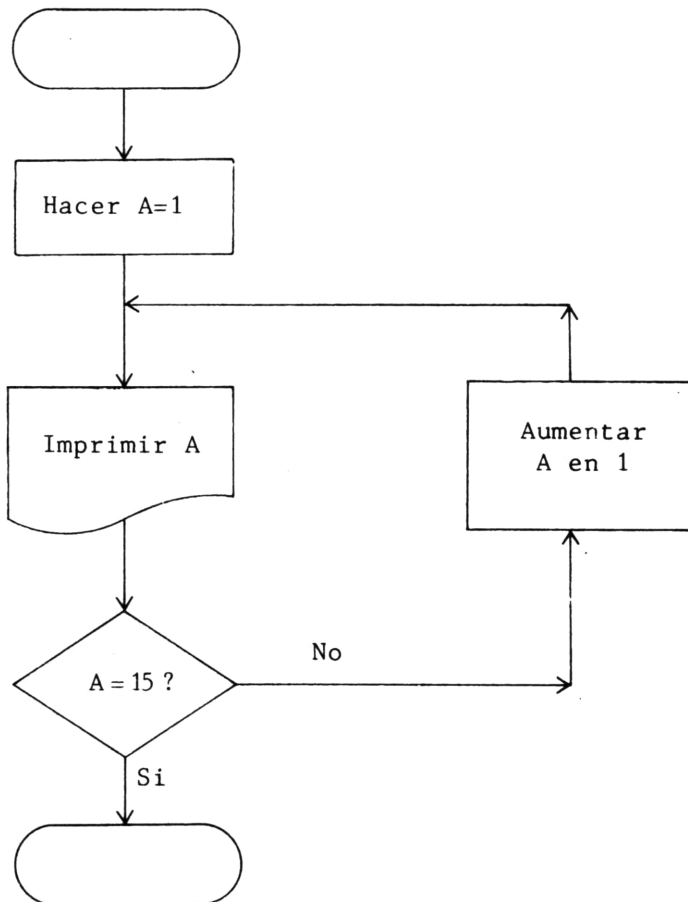 Hacer A=1
Imprimir A
Aumentar
A en 1
A = 15 ?
No
Si